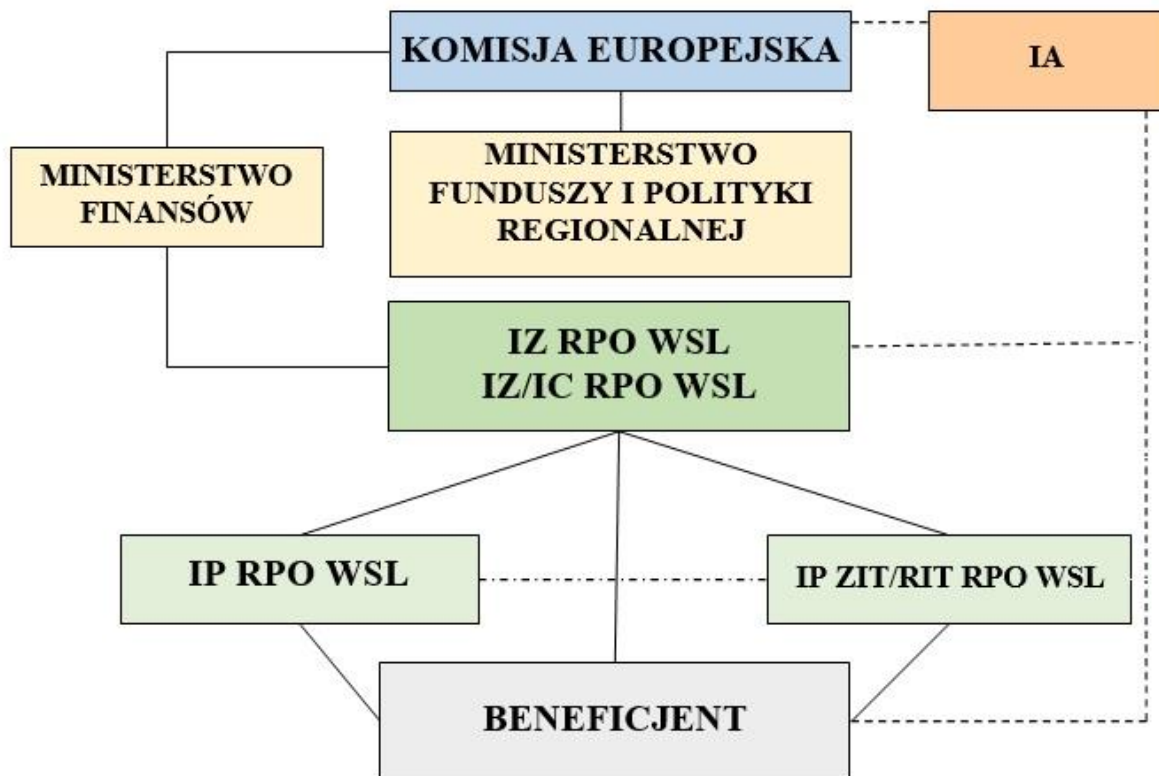 KOMISJA EUROPEJSKA
IA
MINISTERSTWO
FINANSÓW
MINISTERSTWO
FUNDUSZY I POLITYKI
REGIONALNEJ
IZ RPO WSL
IZ/IC RPO WSL
IP RPO WSL
IP ZIT/RIT RPO WSL
BENEFICJENT